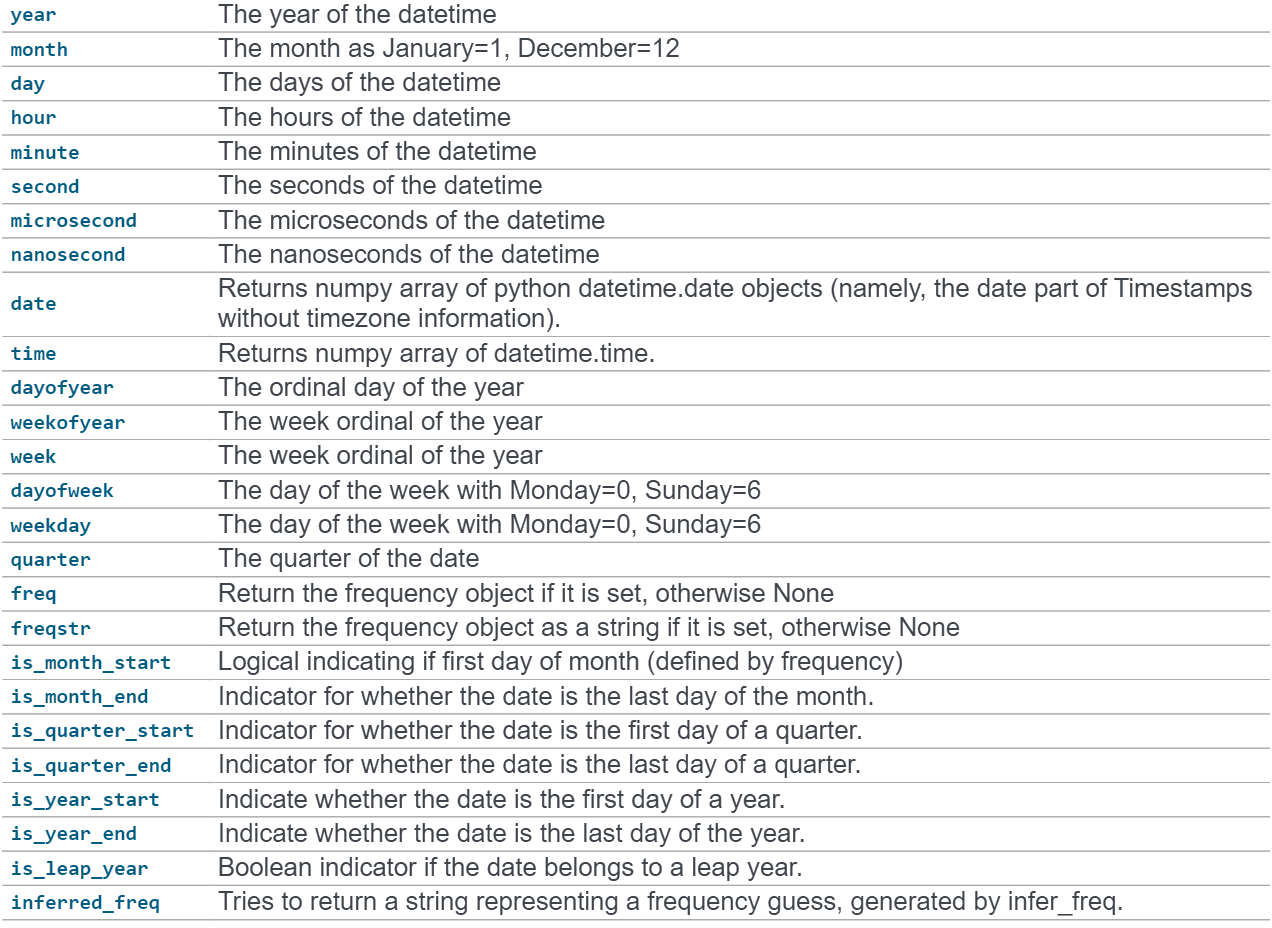 year The year of the datetime
month The month as January=1, December=12
day The days of the datetime
hour The hours of the datetime
minute The minutes of the datetime
second The seconds of the datetime
microsecond The microseconds of the datetime
nanosecond The nanoseconds of the datetime
date Returns numpy array of python datetime.date objects (namely, the date part of Timestamps
without timezone information).
time Returns numpy array of datetime.time.
dayofyear The ordinal day of the year
weekofyear The week ordinal of the year
week The week ordinal of the year
dayofweek The day of the week with Monday=0, Sunday=6
weekday The day of the week with Monday=0, Sunday=6
quarter The quarter of the date
freq Return the frequency object if it is set, otherwise None
freqstr Return the frequency object as a string if it is set, otherwise None
is_month_start Logical indicating if first day of month (defined by frequency)
is_month_end Indicator for whether the date is the last day of the month.
is_quarter_start Indicator for whether the date is the first day of a quarter.
is_quarter_end Indicator for whether the date is the last day of a quarter.
is_year_start Indicate whether the date is the first day of a year.
is_year_end Indicate whether the date is the last day of the year.
is_leap_year Boolean indicator if the date belongs to a leap year.
inferred_freq Tries to return a string representing a frequency guess, generated by infer_freq.